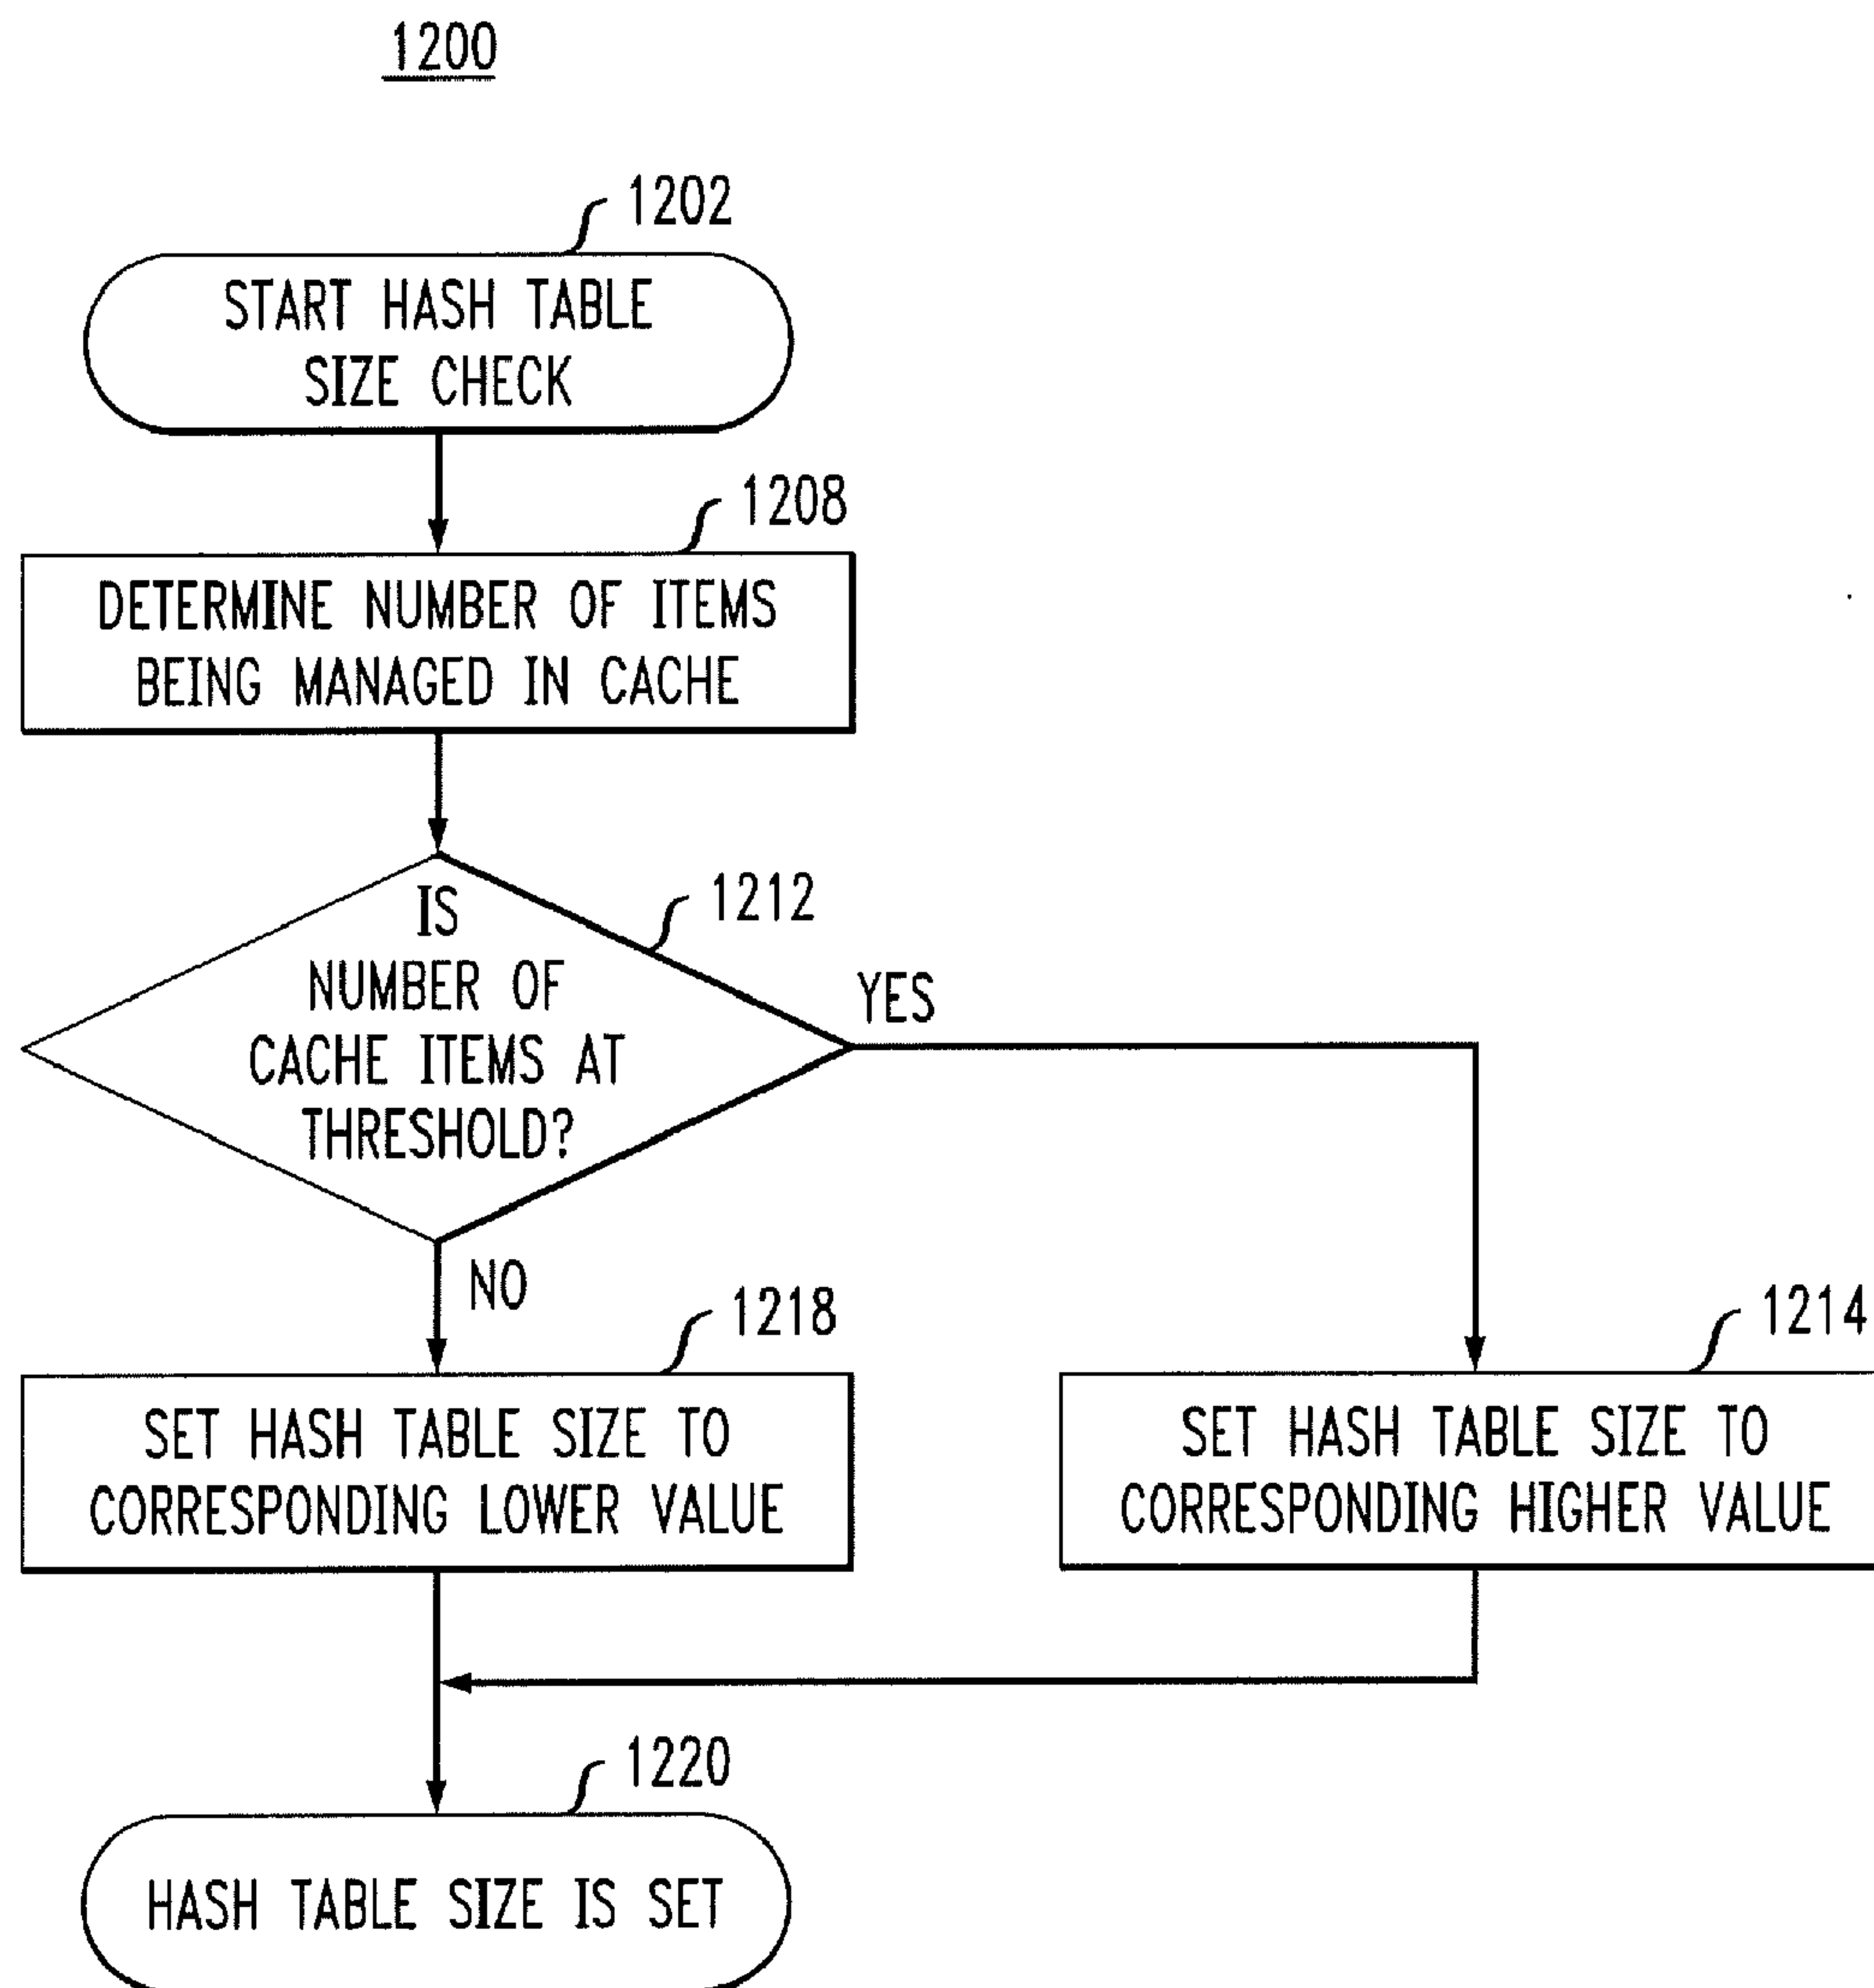 1200
1202
START HASH TABLE
SIZE CHECK
1208
DETERMINE NUMBER OF ITEMS
BEING MANAGED IN CACHE
1212
IS
NUMBER OF
CACHE ITEMS AT
THRESHOLD?
YES
NO
1218
SET HASH TABLE SIZE TO
CORRESPONDING LOWER VALUE
1214
SET HASH TABLE SIZE TO
CORRESPONDING HIGHER VALUE
1220
HASH TABLE SIZE IS SET